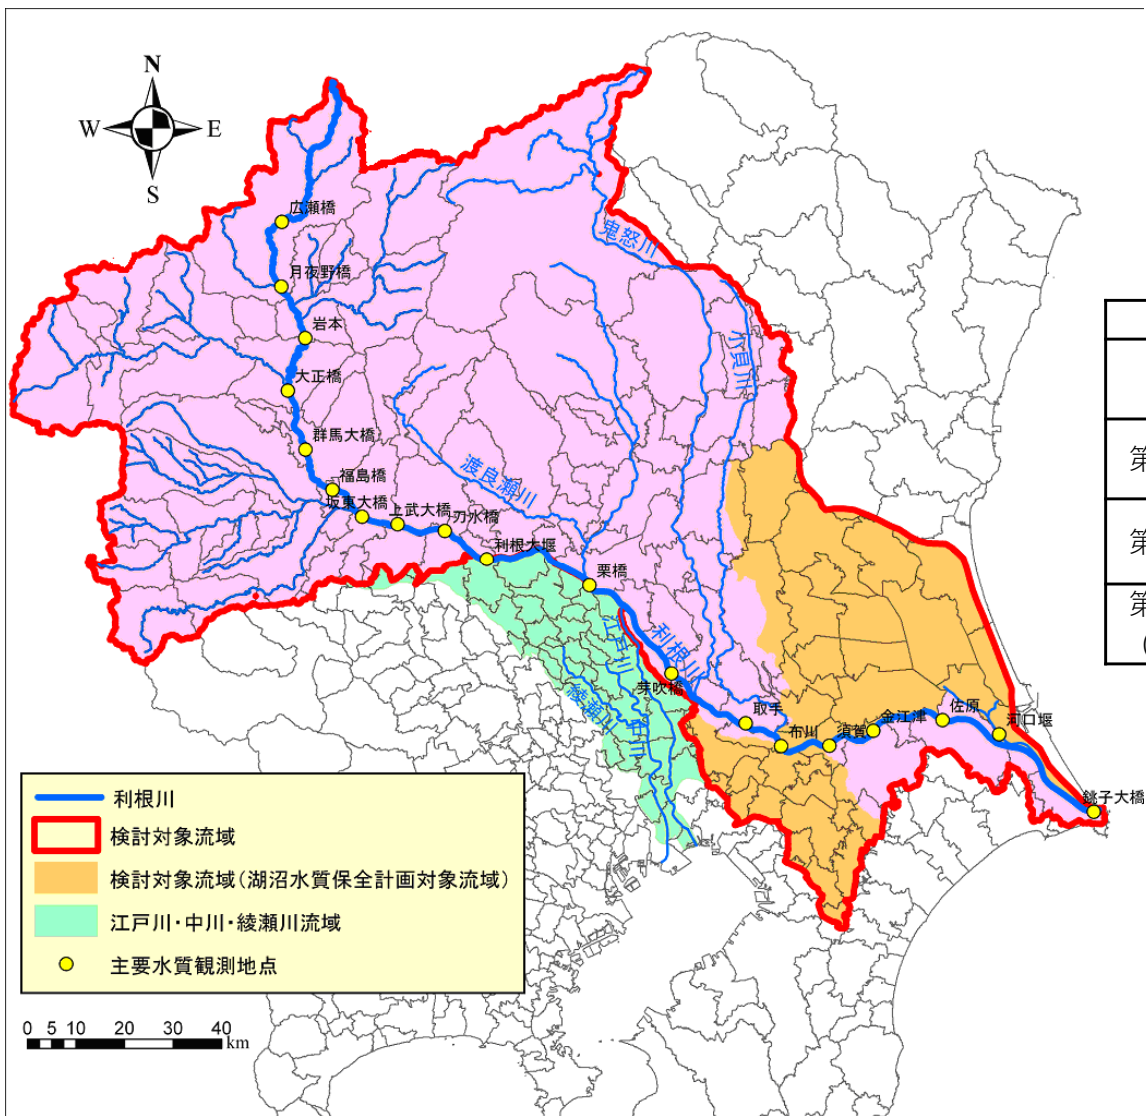 N
W
E
S
広瀬橋
鬼怒川
月夜野橋
岩本
小貝川
大正橋
群馬大橋
渡良瀬川
福島橋
坂東大橋
上武大橋
刀水橋
利根大堰
栗橋
江戸川
利根川
芽吹橋
綾瀬川
中川
取手
布川
須賀
金江津
佐原
河口堰
銚子大橋
第
第
第
(
利根川
検討対象流域
検討対象流域(湖沼水質保全計画対象流域)
江戸川・中川・綾瀬川流域
主要水質観測地点
0 5 10 20 30 40
km